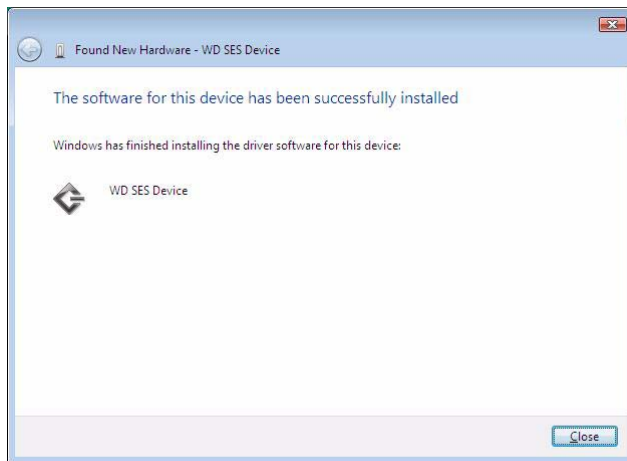 Found New Hardware - WD SES Device
The software for this device has been successfully installed
Windows has finished installing the driver software for this device:
WD SES Device
Close